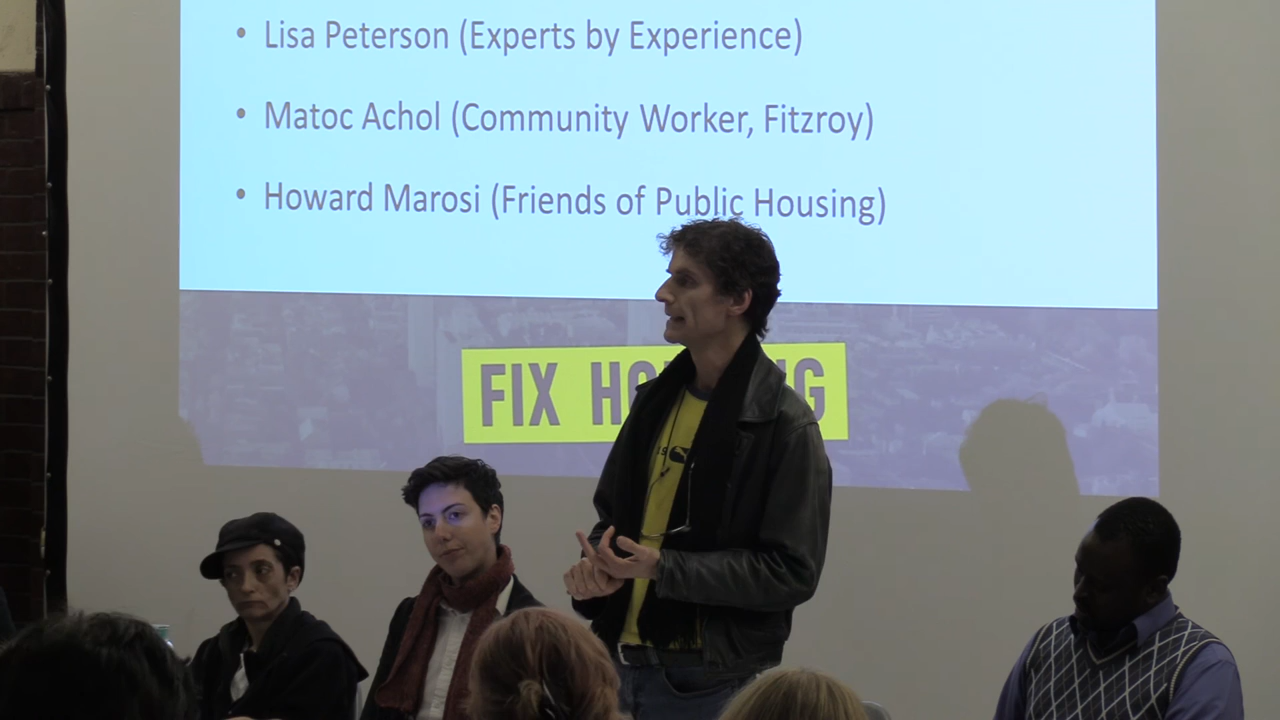 • Lisa Peterson (Experts by Experience)
• Matoc Achol (Community Worker, Fitzroy)
• Howard Marosi (Friends of Public Housing)
FIX